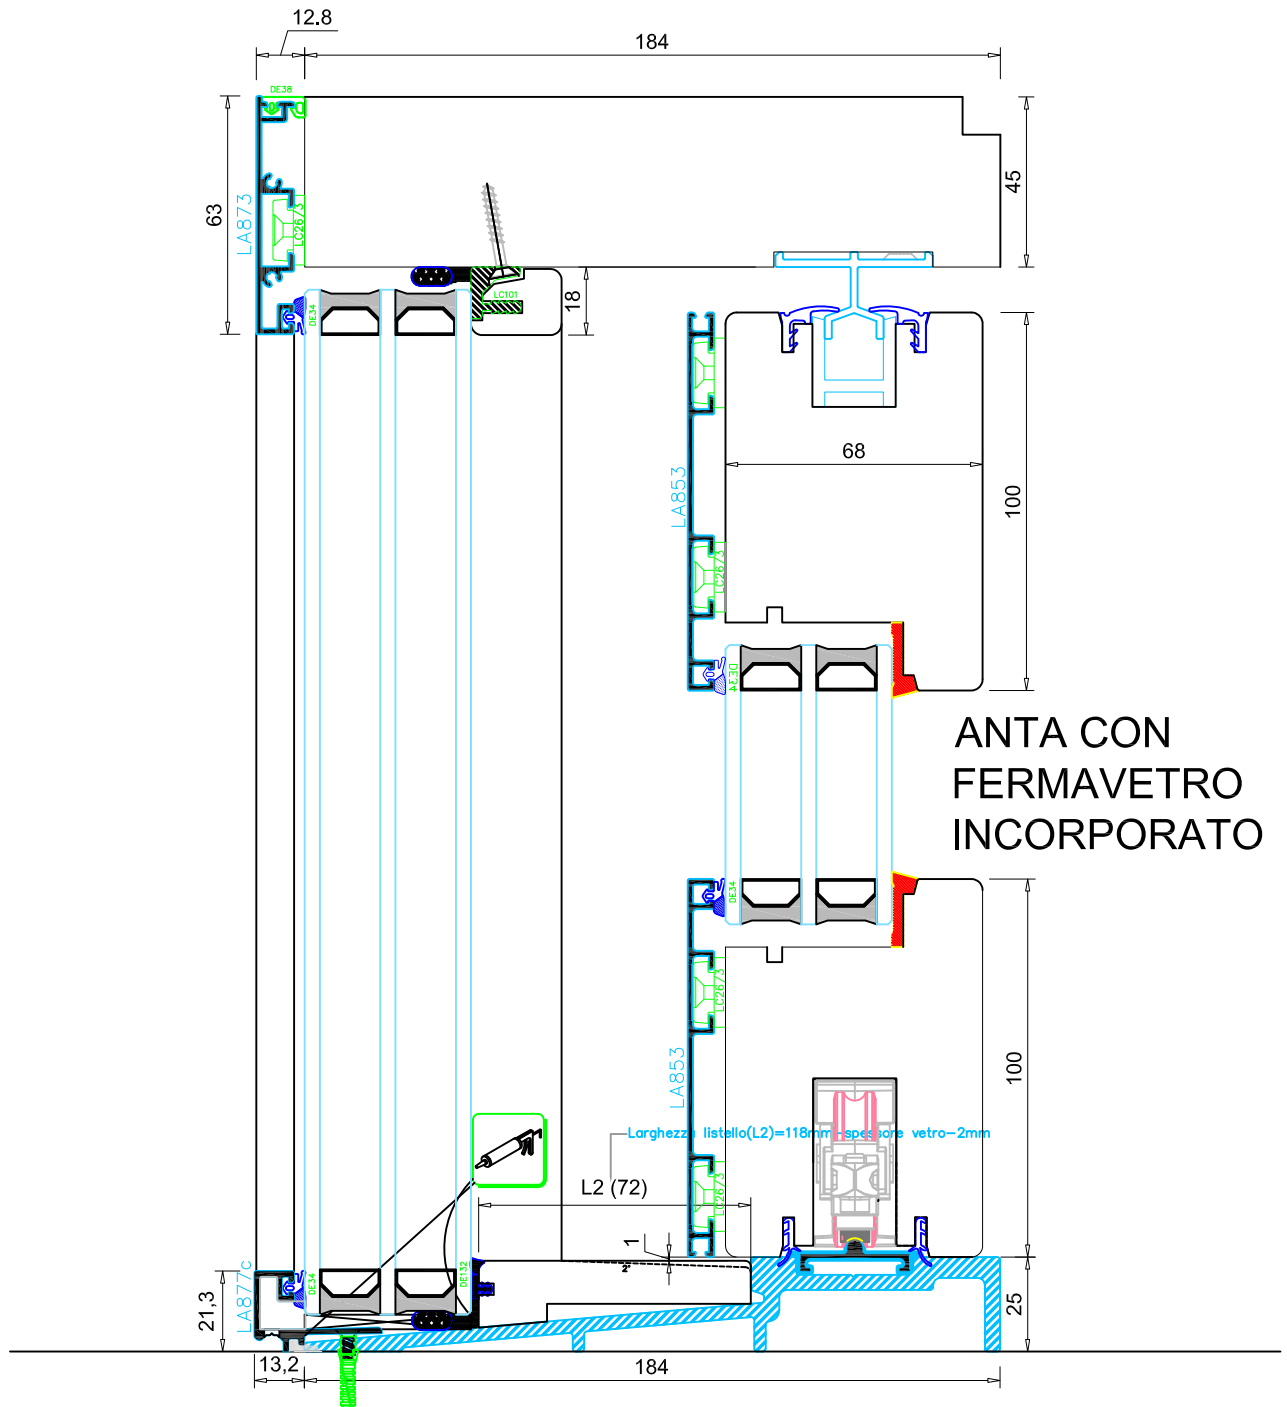 12.8
184
DE38
63
LA873
LC26/3
45
LC101
18
DE34
68
LA853
100
LC26/3
DE34
ANTA CON
FERMAVETRO
INCORPORATO
DE34
LC26/3
LA853
100
Larghezza listello(L2)=118mm-spessore vetro-2mm
L2 (72)
LC26/3
1
2°
LA877c
DE34
DE132
21,3
25
13,2
184